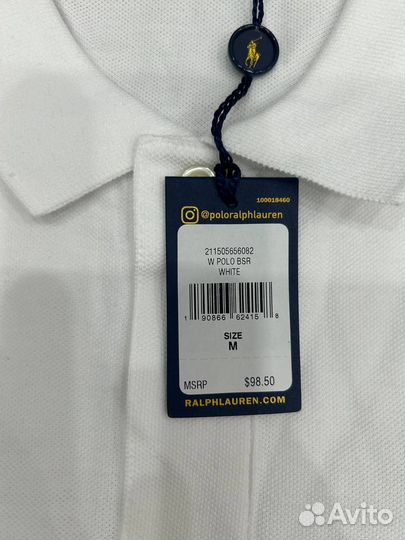 100018460
@poloralphlauren
211505656082
W POLO BSR
WHITE
1 90866 62415 8
SIZE
M
MSRP $98.50
RALPHLAUREN.COM
Avito